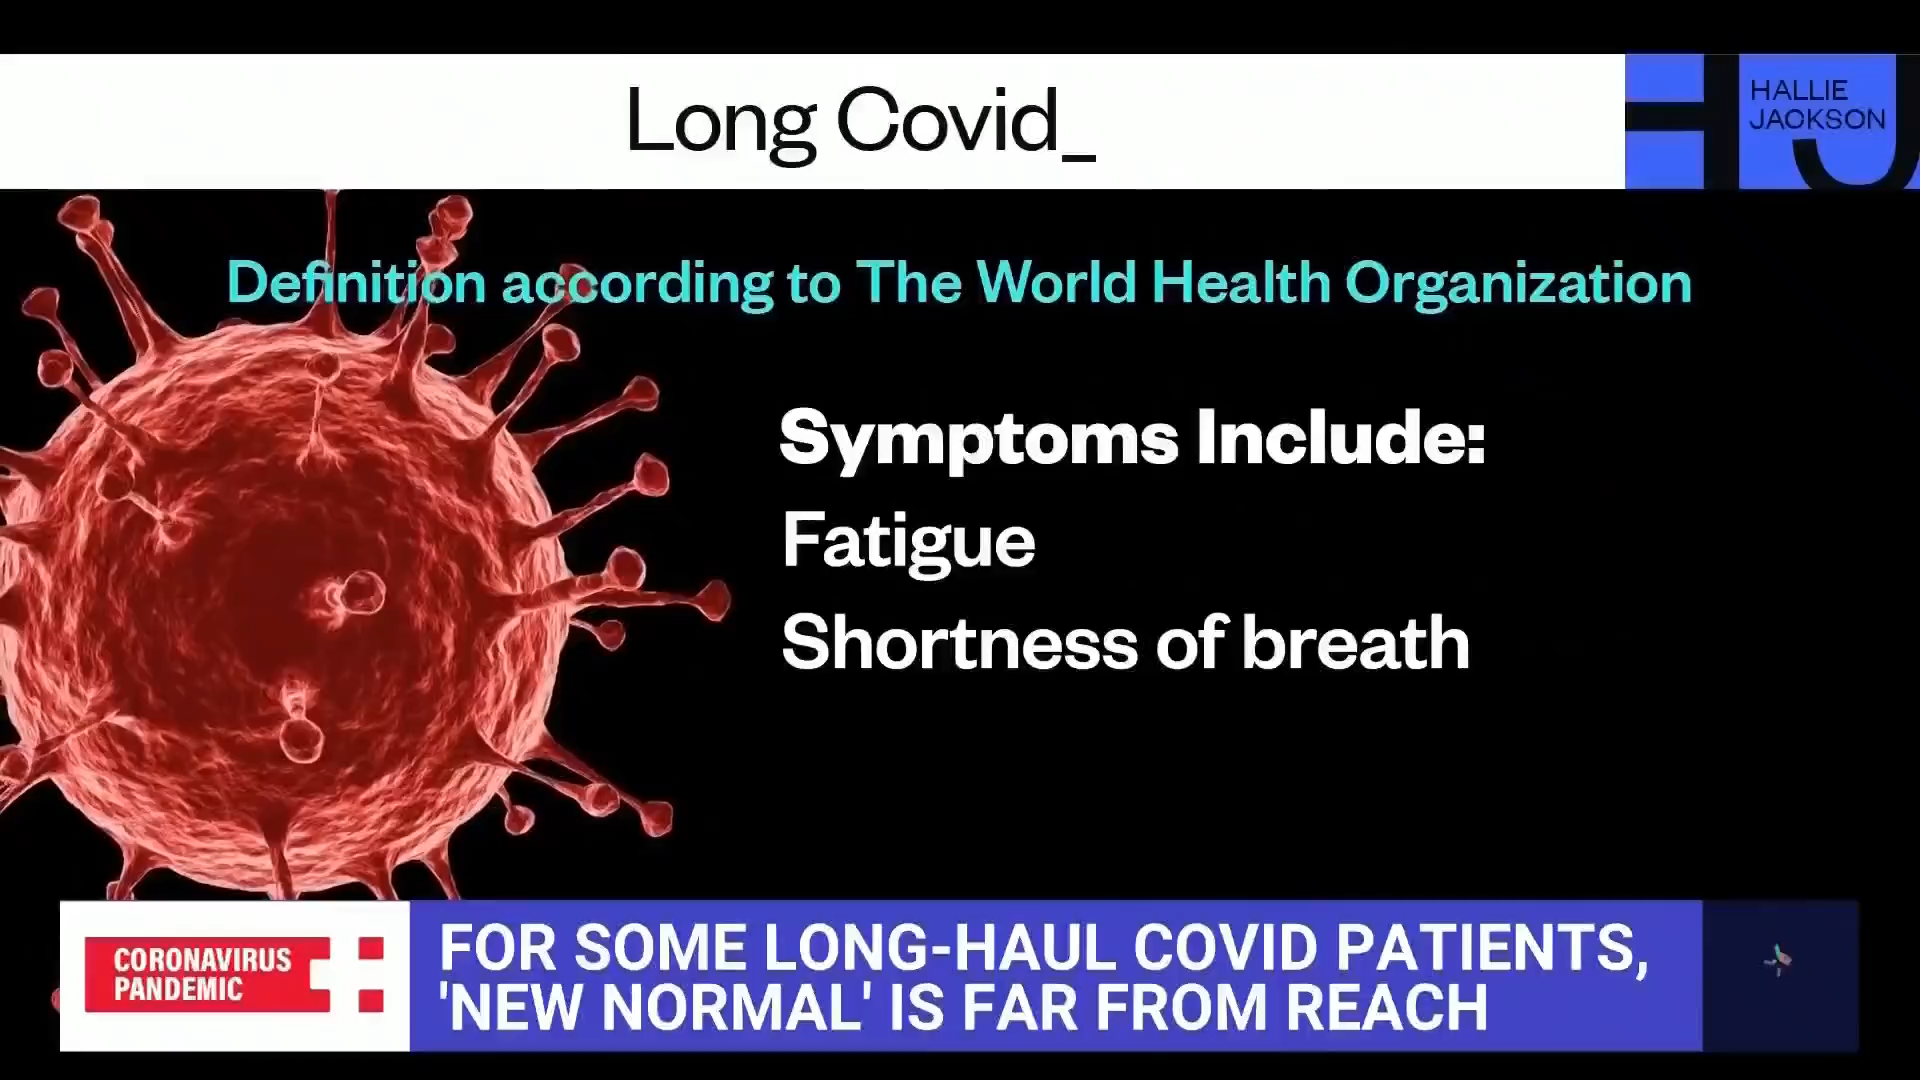 Long Covid_
HALLIE
JACKSON
Definition according to The World Health Organization
Symptoms Include:
Fatigue
Shortness of breath
CORONAVIRUS
PANDEMIC
FOR SOME LONG-HAUL COVID PATIENTS,
'NEW NORMAL' IS FAR FROM REACH